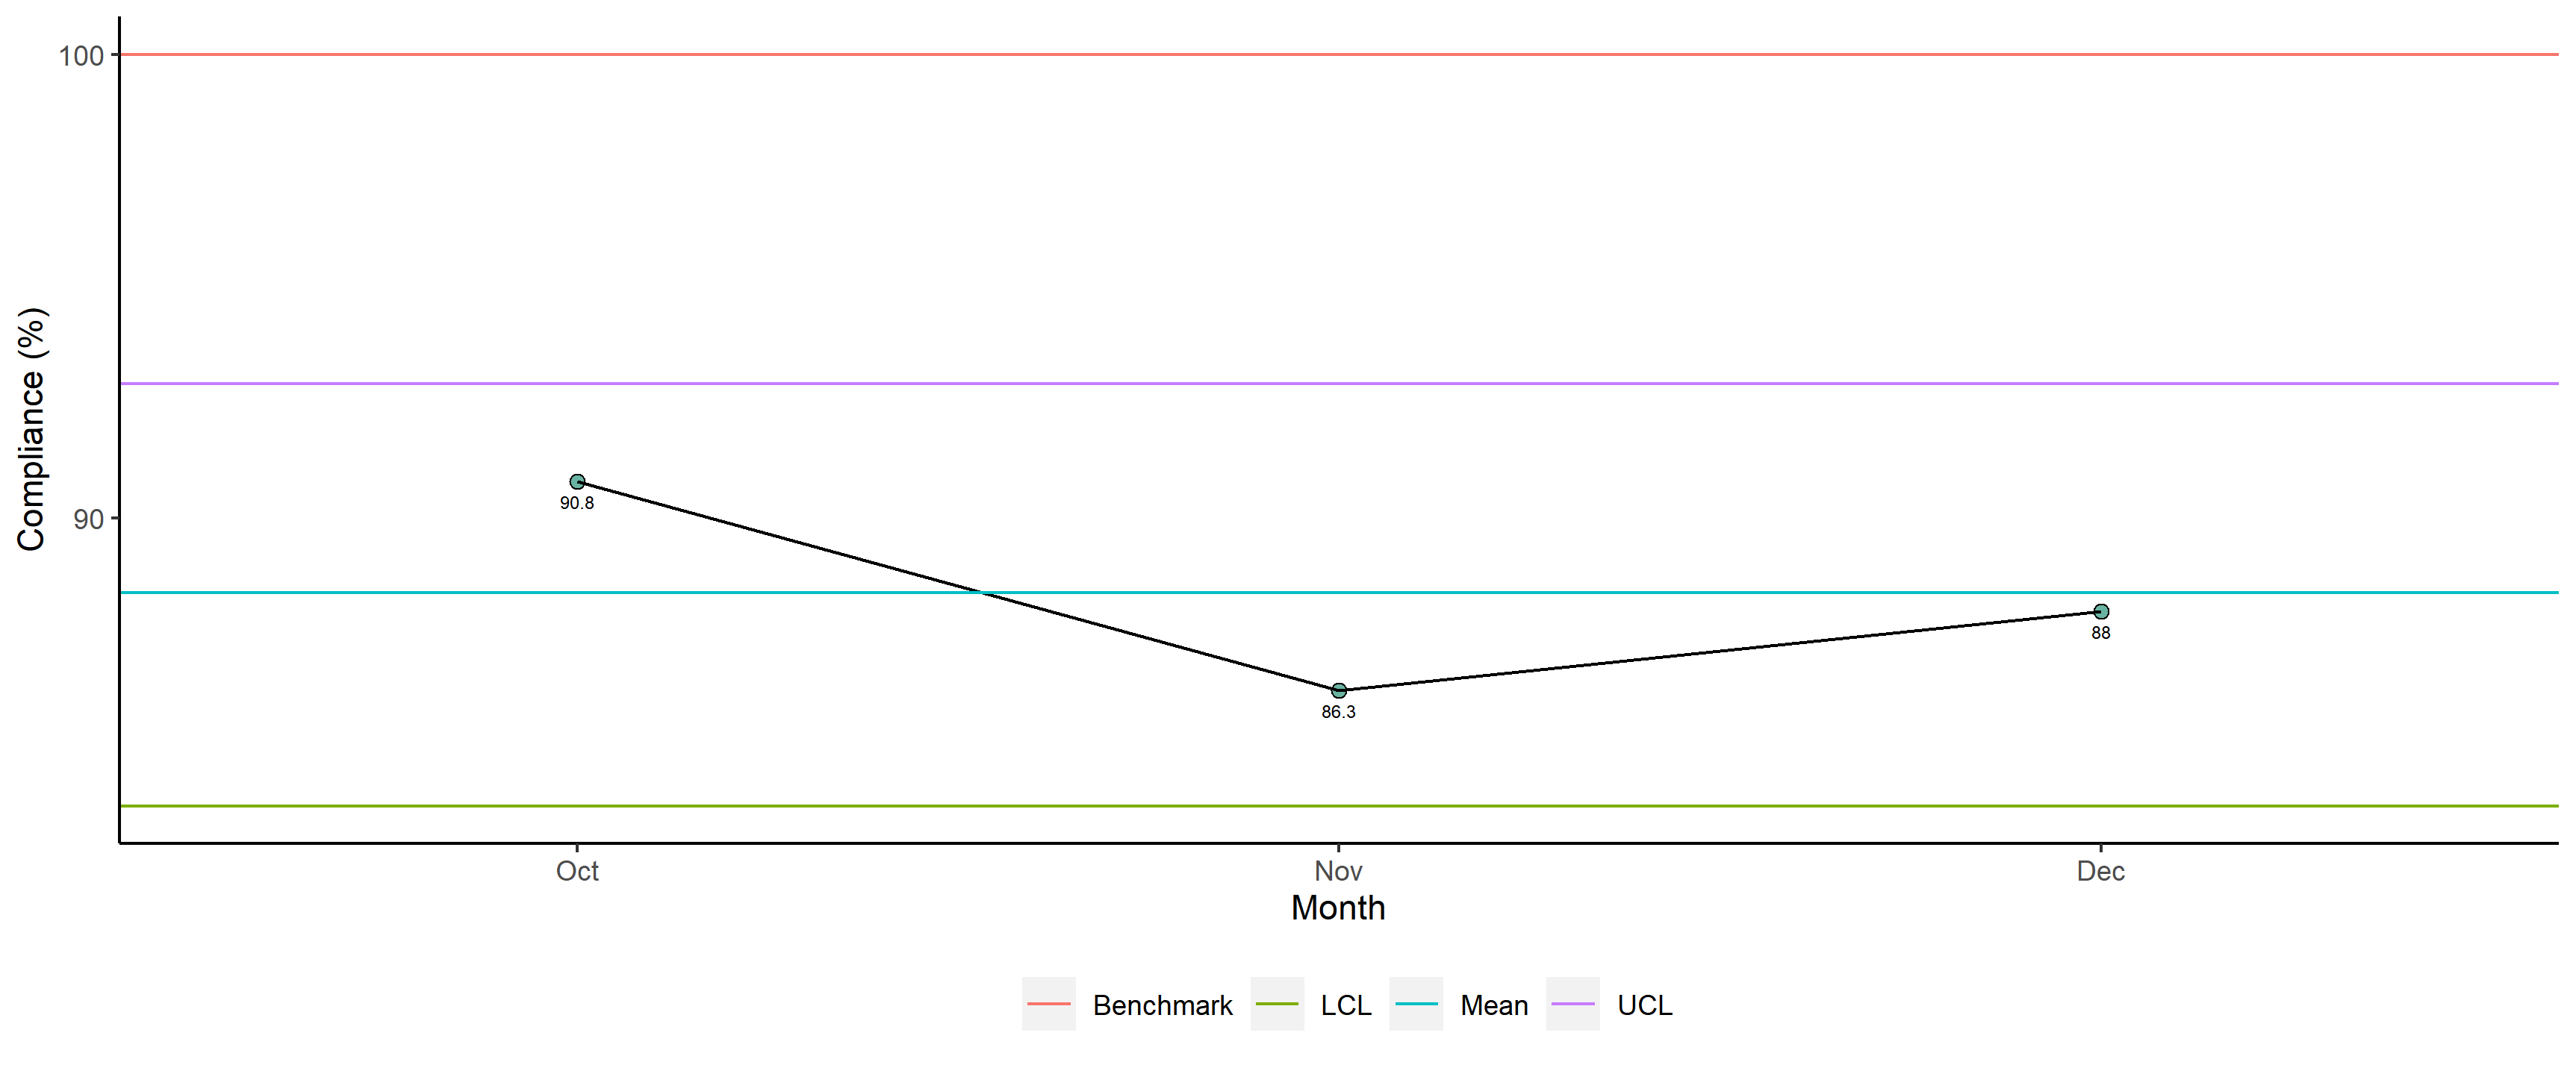 100
90
Compliance (%)
90.8
86.3
88
Oct Nov Dec
Month
Benchmark LCL Mean UCL